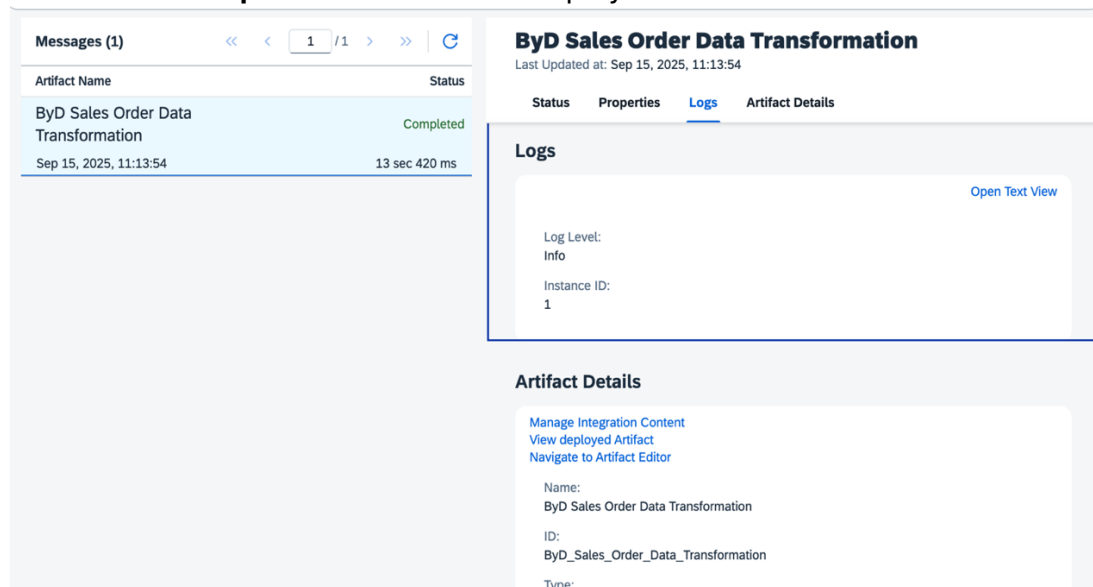 Messages (1)
1 / 1
Artifact Name Status
ByD Sales Order Data
Transformation
Completed
Sep 15, 2025, 11:13:54 13 sec 420 ms
ByD Sales Order Data Transformation
Last Updated at: Sep 15, 2025, 11:13:54
Status Properties Logs Artifact Details
Logs
Open Text View
Log Level:
Info
Instance ID:
1
Artifact Details
Manage Integration Content
View deployed Artifact
Navigate to Artifact Editor
Name:
ByD Sales Order Data Transformation
ID:
ByD_Sales_Order_Data_Transformation
Type: